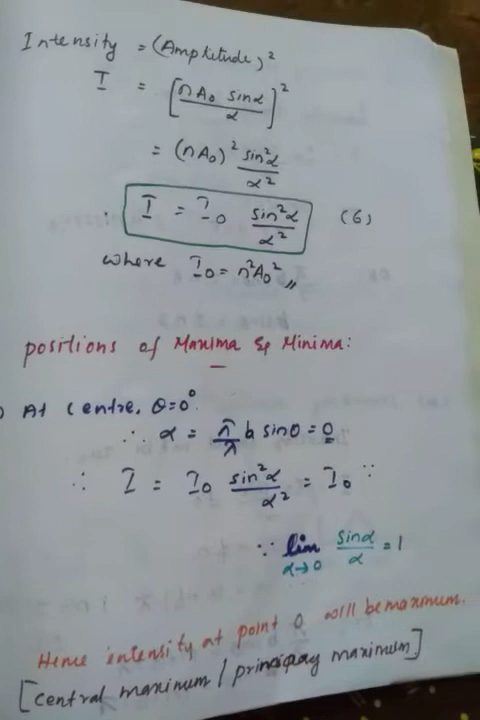 Intensity = (Amplitude)²
I = [nA₀ sinα / α]²
= (nA₀)² sin²α / α²
∴ I = I₀ sin²α / α² (6)
where I₀ = n²A₀²,,
positions of Maxima & Minima:
) At Centre, θ=0°.
∴ α = π/λ b sinθ = 0
∴ I = I₀ sin²α / α² = I₀ ∵
∵ lim α→0 sinα / α = 1
Hence intensity at point will be maximum.
[central maximum / principay maximum]